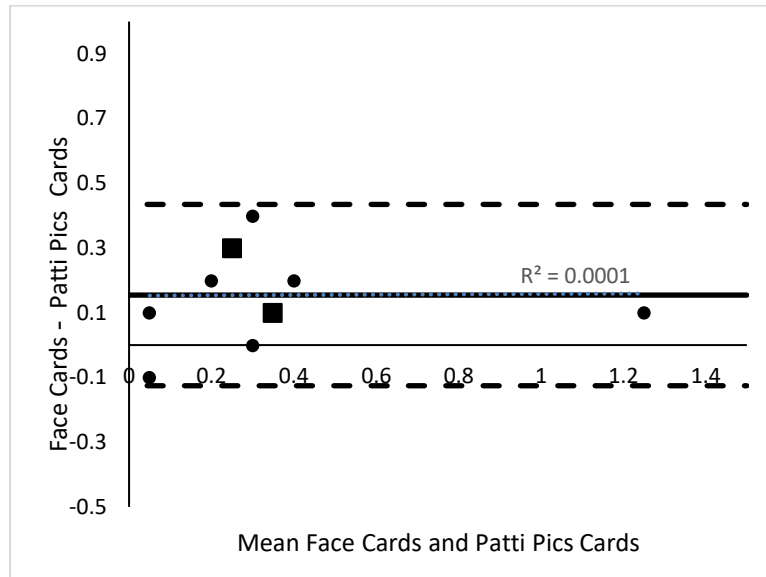 0.9
0.7
0.5
0.3
0.1
-0.1
-0.3
-0.5
Face Cards - Patti Pics Cards
R² = 0.0001
0 0.2 0.4 0.6 0.8 1 1.2 1.4
Mean Face Cards and Patti Pics Cards